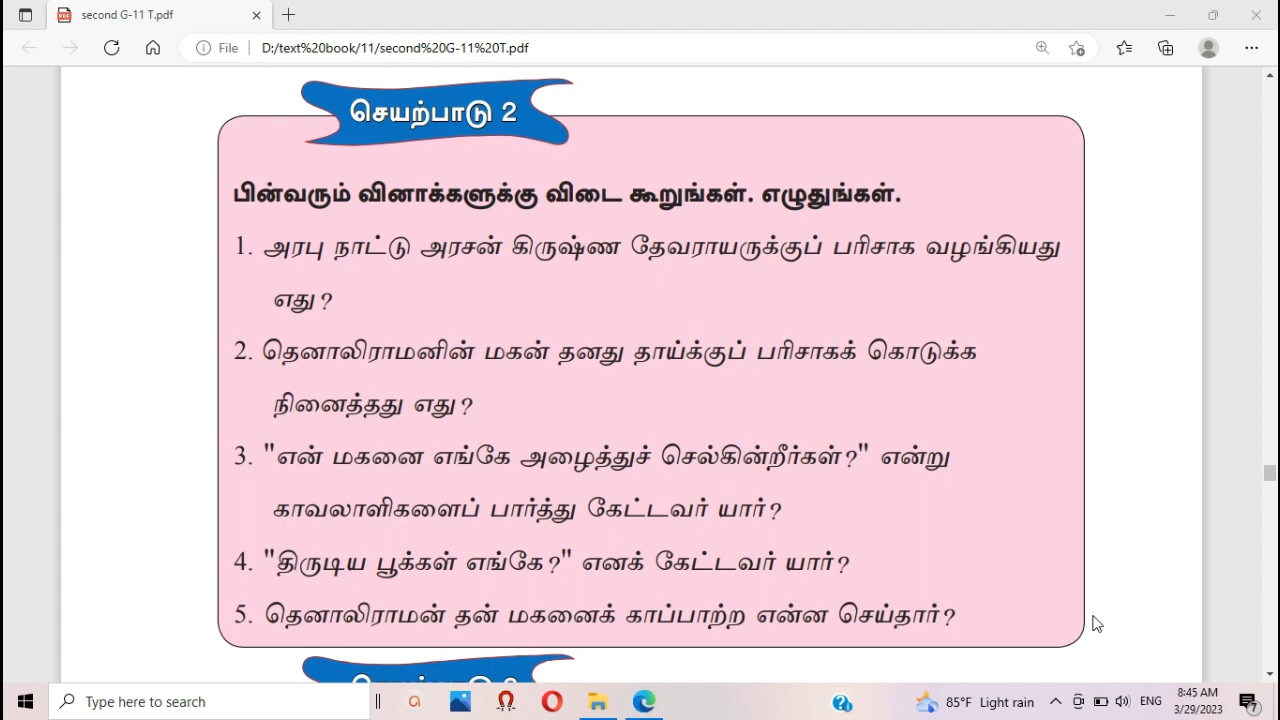 second G-11 T.pdf
File
D:/text%20book/11/second%20G-11%20T.pdf
செயற்பாடு 2
பின்வரும் வினாக்களுக்கு விடை கூறுங்கள். எழுதுங்கள்.
1. அரபு நாட்டு அரசன் கிருஷ்ண தேவராயருக்குப் பரிசாக வழங்கியது
எது?
2. தெனாலிராமனின் மகன் தனது தாய்க்குப் பரிசாகக் கொடுக்க
நினைத்தது எது?
3. "என் மகனை எங்கே அழைத்துச் செல்கின்றீர்கள்?" என்று
காவலாளிகளைப் பார்த்து கேட்டவர் யார்?
4. "திருடிய பூக்கள் எங்கே?" எனக் கேட்டவர் யார்?
5. தெனாலிராமன் தன் மகனைக் காப்பாற்ற என்ன செய்தார்?
Type here to search
85°F Light rain
ENG
8:45 AM
3/29/2023
7